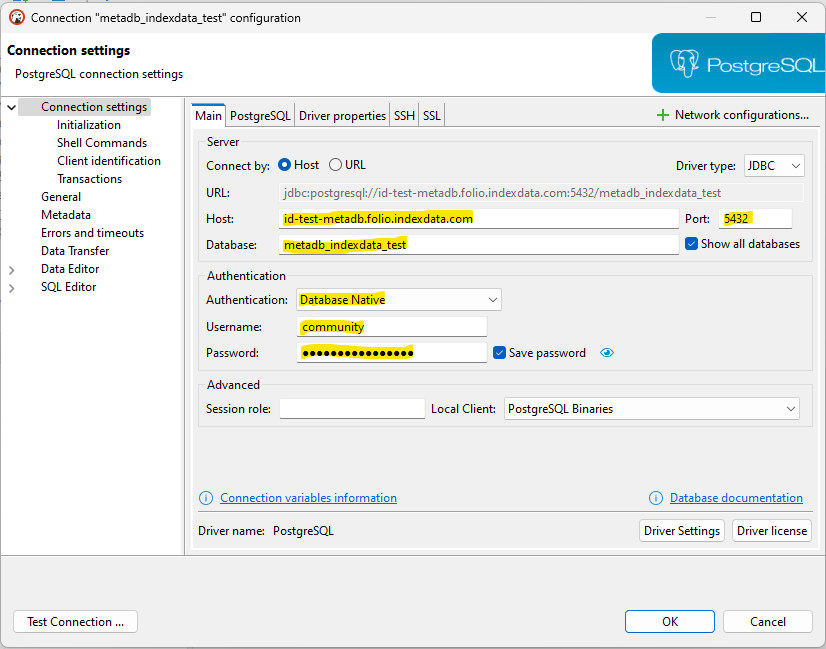 Connection "metadb_indexdata_test" configuration
Connection settings
PostgreSQL connection settings
PostgreSQL
Connection settings
Initialization
Shell Commands
Client identification
Transactions
General
Metadata
Errors and timeouts
Data Transfer
Data Editor
SQL Editor
Main PostgreSQL Driver properties SSH SSL Network configurations...
Server
Connect by: Host URL Driver type: JDBC
URL: jdbc:postgresql://id-test-metadb.folio.indexdata.com:5432/metadb_indexdata_test
Host: id-test-metadb.folio.indexdata.com Port: 5432
Database: metadb_indexdata_test Show all databases
Authentication
Authentication: Database Native
Username: community
Password: ●●●●●●●●●●●●●●●● Save password
Advanced
Session role: Local Client: PostgreSQL Binaries
Connection variables information Database documentation
Driver name: PostgreSQL Driver Settings Driver license
Test Connection ... OK Cancel